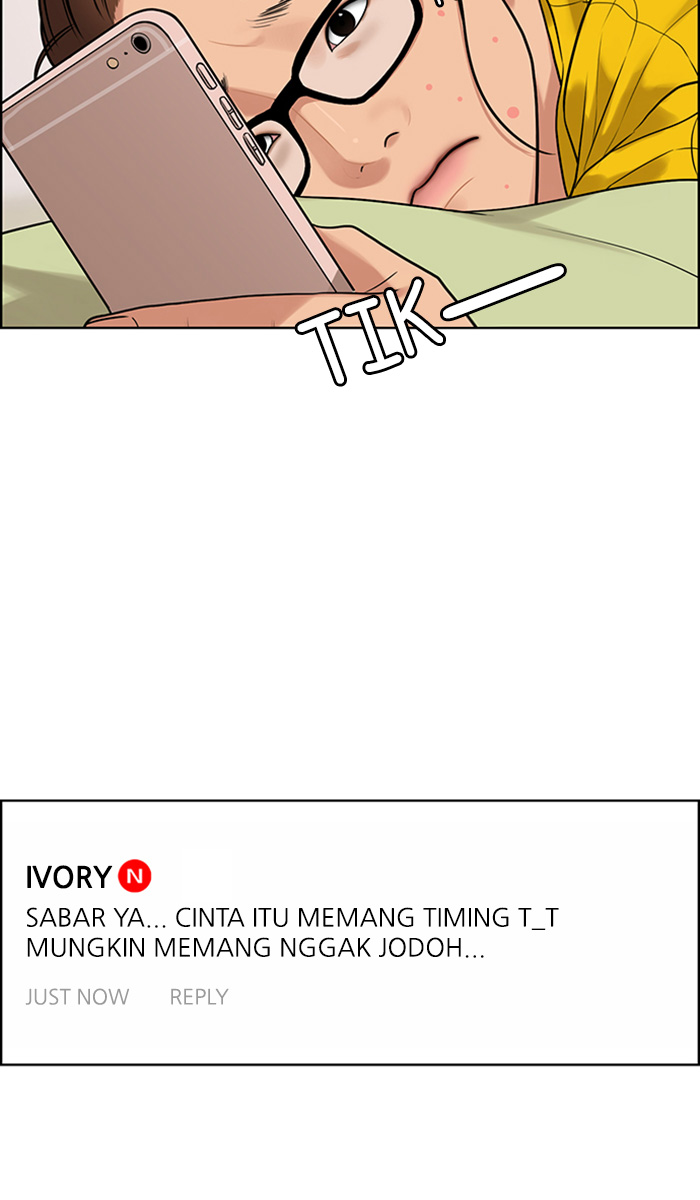 TIK—
IVORY N
SABAR YA... CINTA ITU MEMANG TIMING T_T
MUNGKIN MEMANG NGGAK JODOH...
JUST NOW REPLY